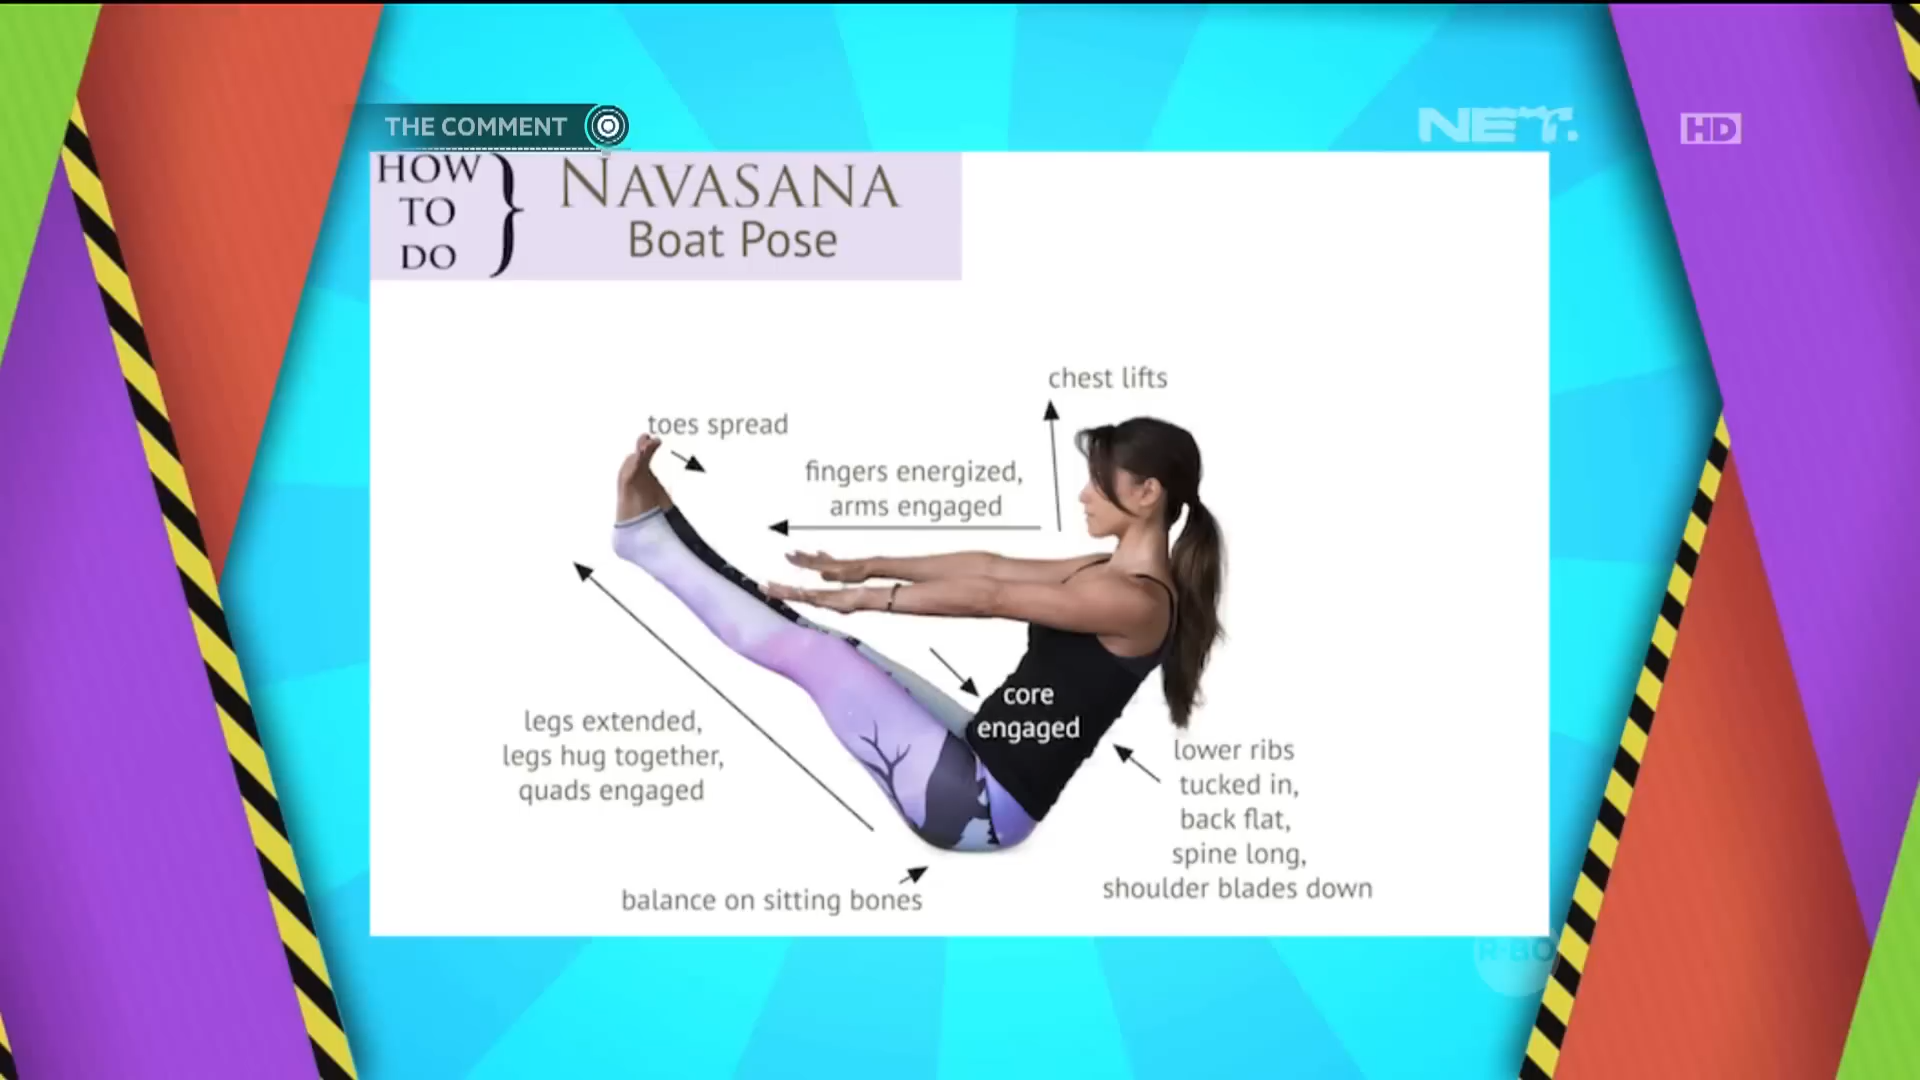 THE COMMENT
NET.
HD
HOW
TO
DO
NAVASANA
Boat Pose
chest lifts
toes spread
fingers energized,
arms engaged
core
engaged
legs extended,
legs hug together,
quads engaged
lower ribs
tucked in,
back flat,
spine long,
shoulder blades down
balance on sitting bones
R-BO